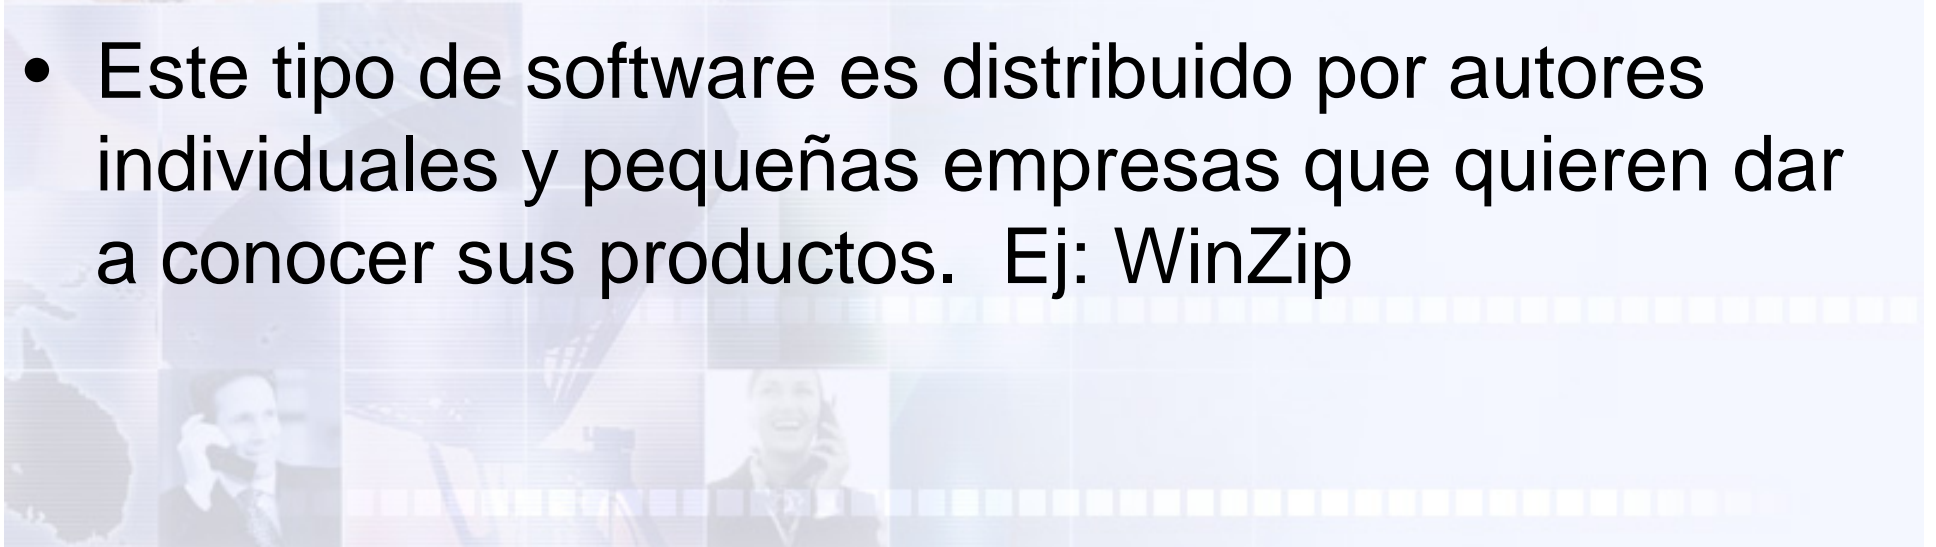 • Este tipo de software es distribuido por autores
individuales y pequeñas empresas que quieren dar
a conocer sus productos.  Ej: WinZip